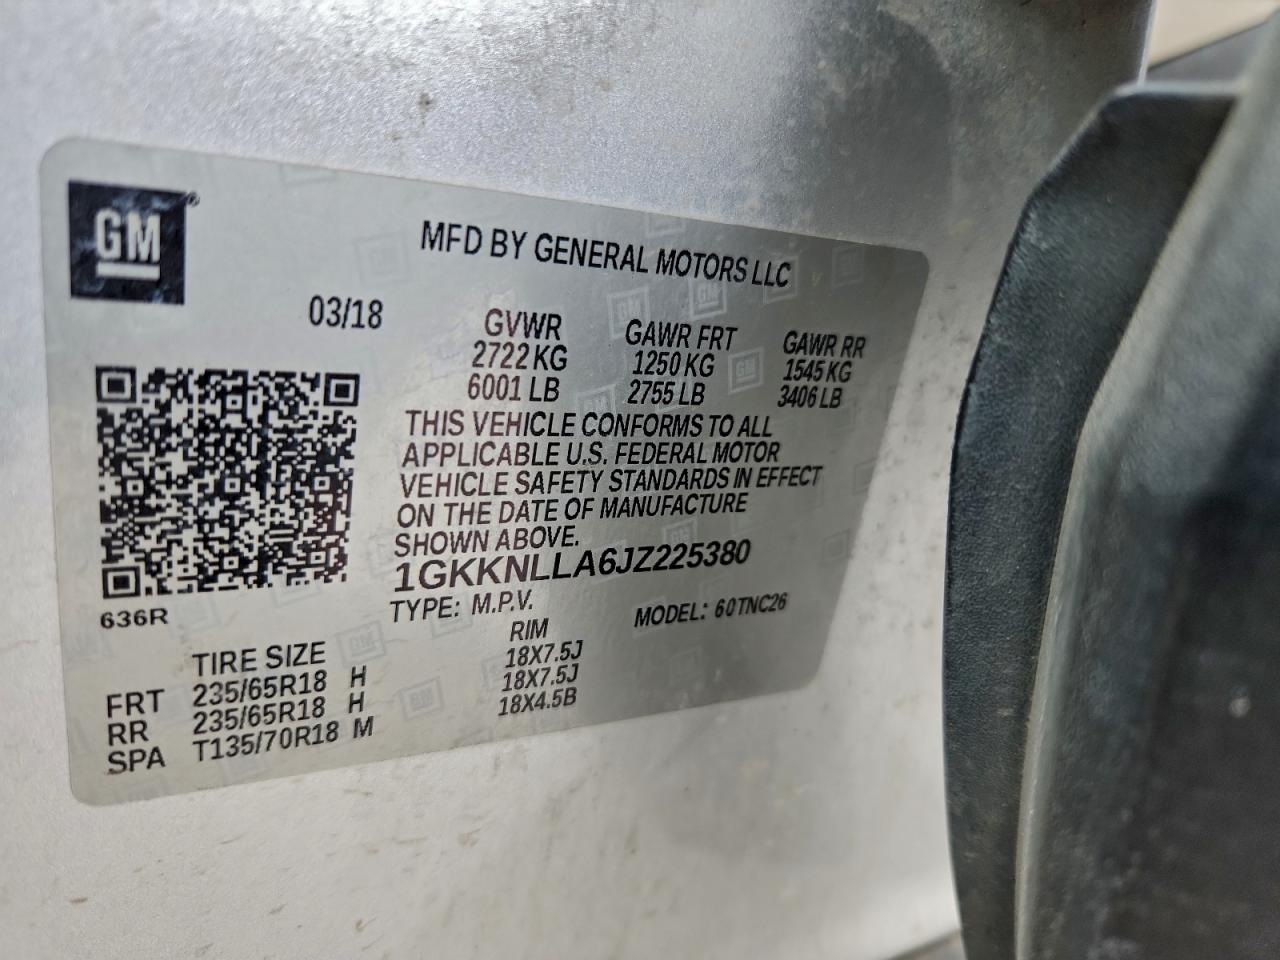 GM
MFD BY GENERAL MOTORS LLC
03/18
GVWR GAWR FRT GAWR RR
2722 KG 1250 KG 1545 KG
6001 LB 2755 LB 3406 LB
THIS VEHICLE CONFORMS TO ALL
APPLICABLE U.S. FEDERAL MOTOR
VEHICLE SAFETY STANDARDS IN EFFECT
ON THE DATE OF MANUFACTURE
SHOWN ABOVE.
1GKKNLLA6JZ225380
636R
TYPE: M.P.V. MODEL: 60TNC26
TIRE SIZE RIM
FRT 235/65R18 H 18X7.5J
RR 235/65R18 H 18X7.5J
SPA T135/70R18 M 18X4.5B